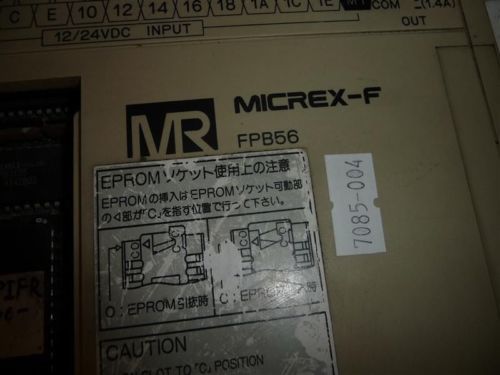 C E 10 12 14 16 18 1A 1C 1E M1 COM (1.4A)
12/24VDC INPUT
OUT
MR MICREX-F
FPB56
7085-004
EPROMソケット使用上の注意
EPROMの挿入はEPROMソケット可動部
の◁部が"C"を指す位置で行って下さい。
O:EPROM引抜時 C:EPROM
CAUTION
PLOT TO "C" POSITION